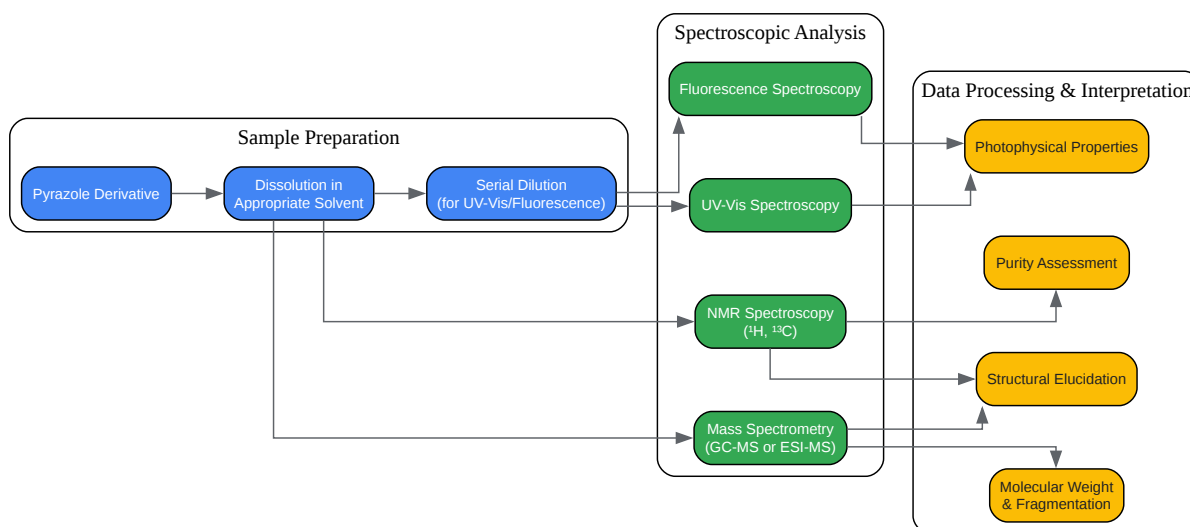 Sample Preparation
Pyrazole Derivative
Dissolution in
Appropriate Solvent
Serial Dilution
(for UV-Vis/Fluorescence)
Spectroscopic Analysis
Fluorescence Spectroscopy
UV-Vis Spectroscopy
NMR Spectroscopy
(¹H, ¹³C)
Mass Spectrometry
(GC-MS or ESI-MS)
Data Processing & Interpretation
Photophysical Properties
Purity Assessment
Structural Elucidation
Molecular Weight
& Fragmentation